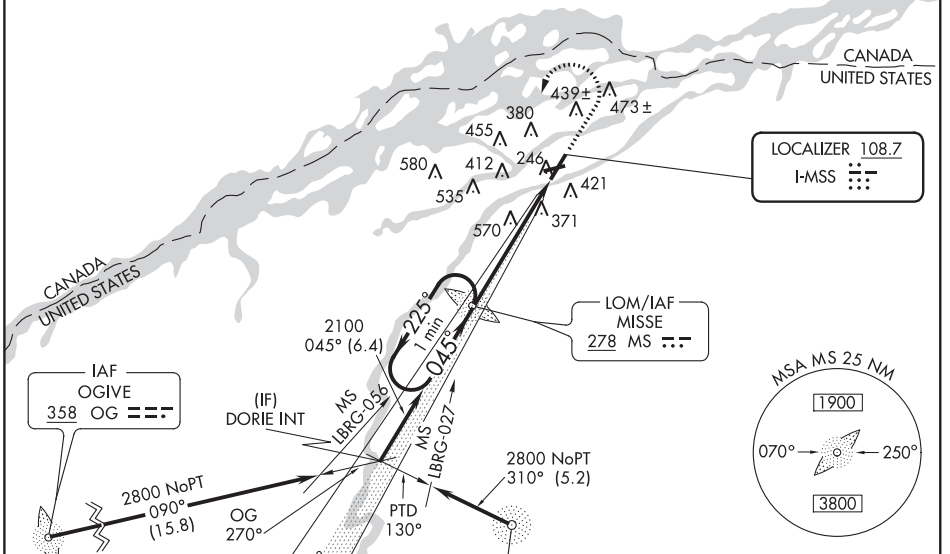 CANADA
UNITED STATES
439±
473±
380
455
246
580
412
535
421
570
371
LOCALIZER 108.7
I-MSS
CANADA
UNITED STATES
225°
1 min
045°
2100
045° (6.4)
LOM/IAF
MISSE
278 MS
IAF
OGIVE
358 OG
(IF)
DORIE INT
MS
LBRG-056
MS
LBRG-027
2800 NoPT
090°
(15.8)
OG
270°
PTD
130°
2800 NoPT
310° (5.2)
MSA MS 25 NM
1900
070°
250°
3800